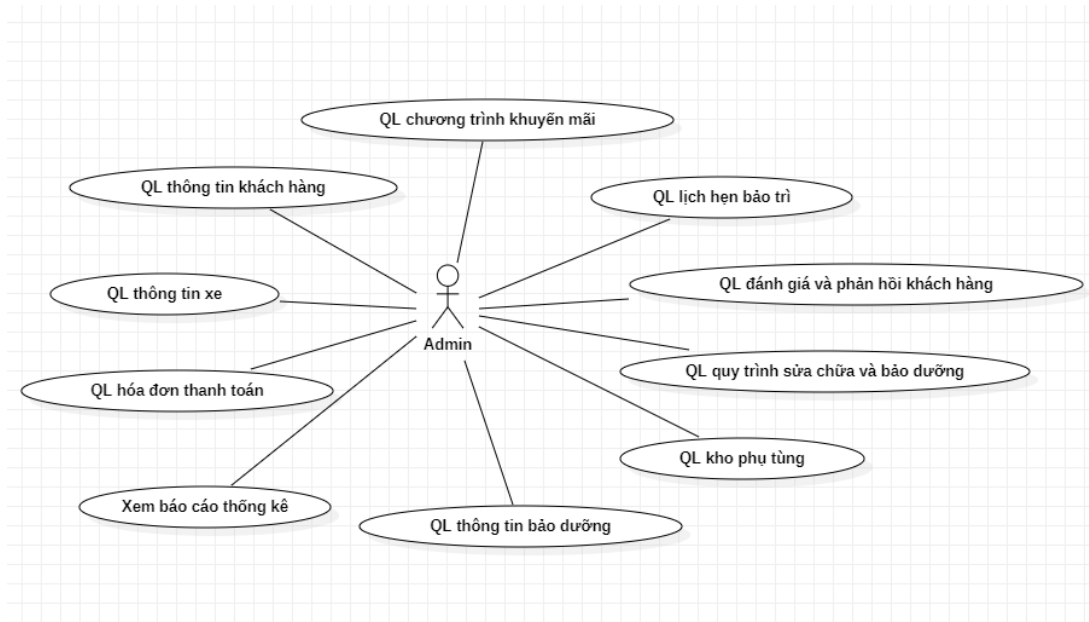 QL chương trình khuyến mãi
QL thông tin khách hàng
QL lịch hẹn bảo trì
QL thông tin xe
QL đánh giá và phản hồi khách hàng
Admin
QL quy trình sửa chữa và bảo dưỡng
QL hóa đơn thanh toán
QL kho phụ tùng
Xem báo cáo thống kê
QL thông tin bảo dưỡng